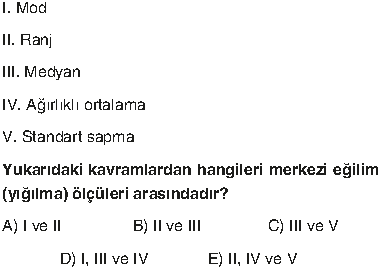 I. Mod
II. Ranj
III. Medyan
IV. Ağırlıklı ortalama
V. Standart sapma
Yukarıdaki kavramlardan hangileri merkezi eğilim
(yığılma) ölçüleri arasındadır?
A) I ve II B) II ve III C) III ve V
D) I, III ve IV E) II, IV ve V